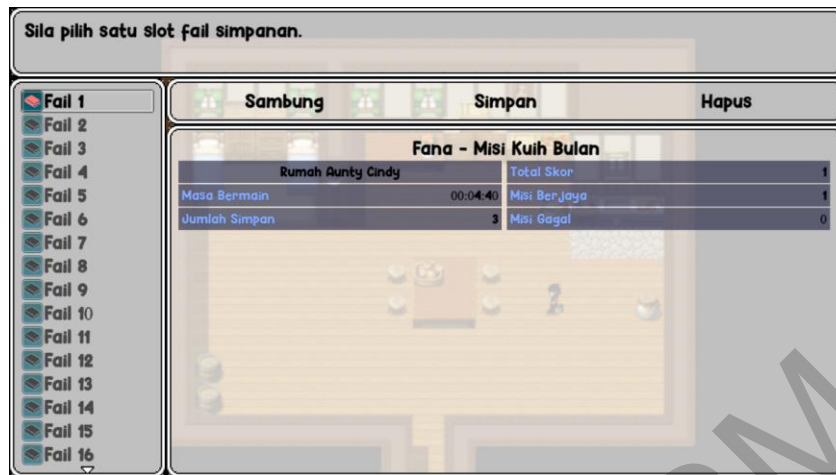 Sila pilih satu slot fail simpanan.
Fail 1
Fail 2
Fail 3
Fail 4
Fail 5
Fail 6
Fail 7
Fail 8
Fail 9
Fail 10
Fail 11
Fail 12
Fail 13
Fail 14
Fail 15
Fail 16
Sambung Simpan Hapus
Fana - Misi Kuih Bulan
Rumah Aunty Cindy Total Skor 1
Masa Bermain 00:04:40 Misi Berjaya 1
Jumlah Simpan 3 Misi Gagal 0